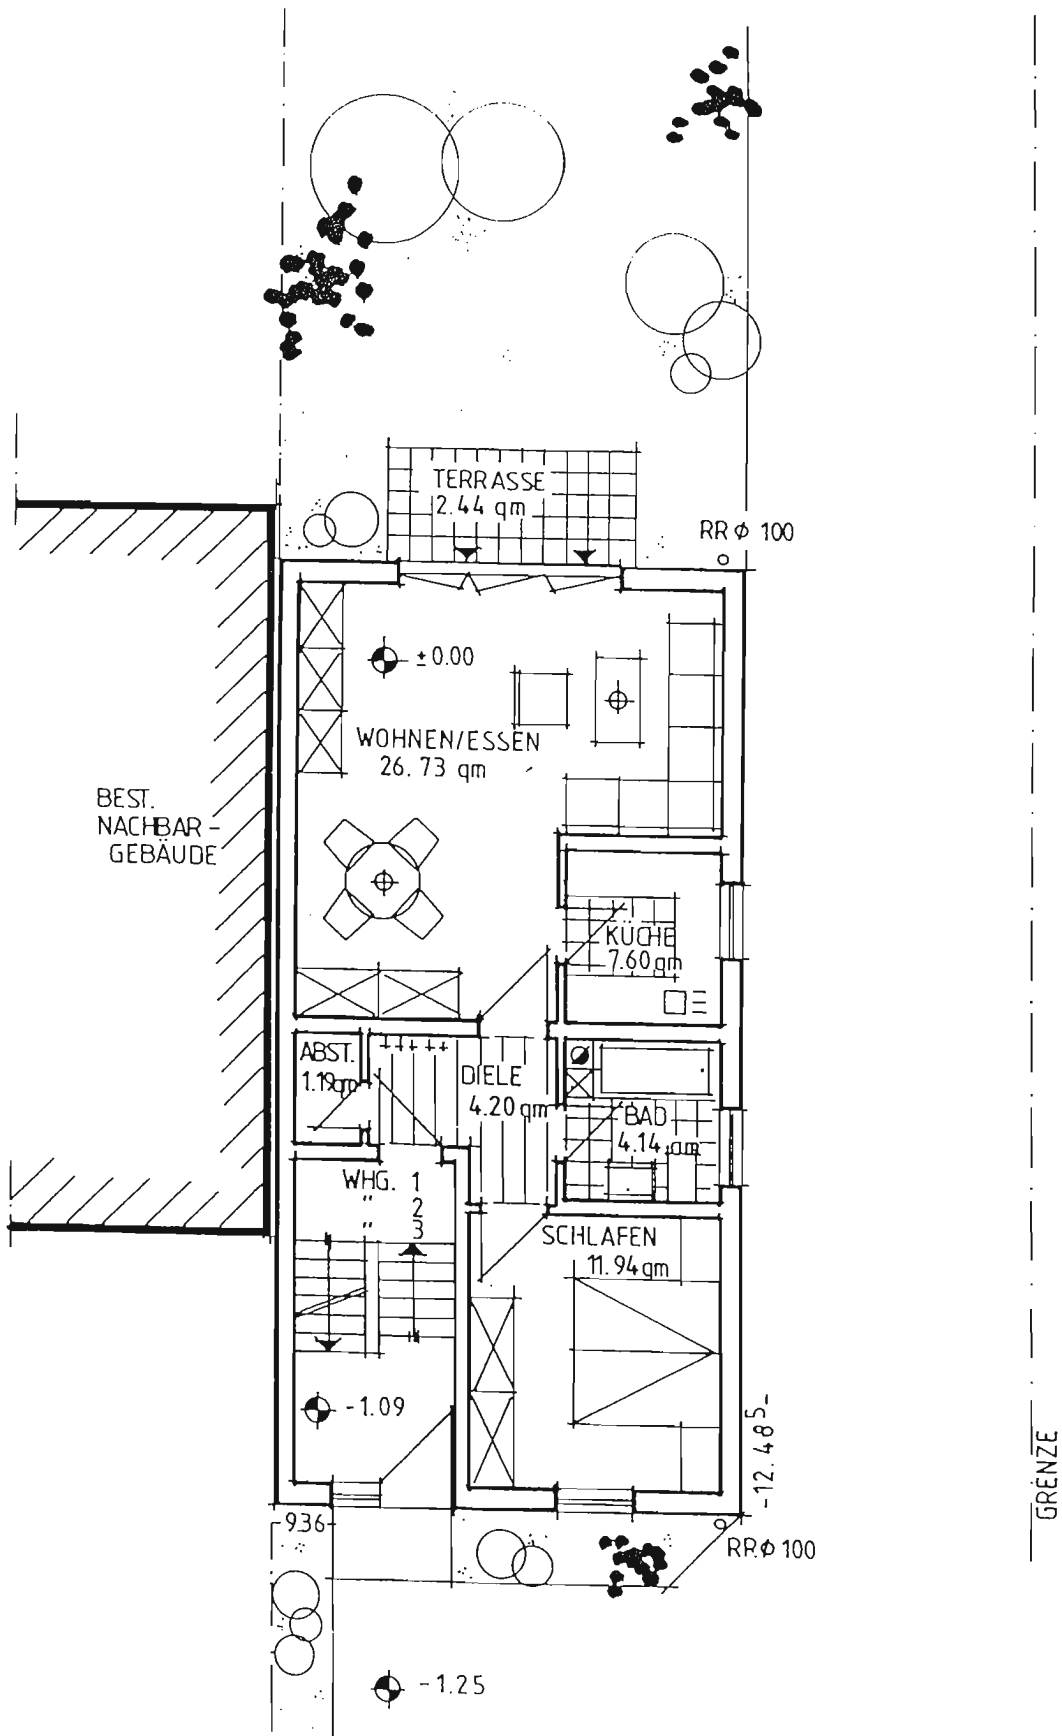 TERRASSE
2.44 qm
RR ϕ 100
±0.00
WOHNEN/ESSEN
26.73 qm
BEST.
NACHBAR-
GEBÄUDE
KÜCHE
7.60 qm
ABST.
1.19 qm
DIELE
4.20 qm
BAD
4.14 qm
WHG. 1
" 2
" 3
SCHLAFEN
11.94 qm
-1.09
-12.48⁵-
GRENZE
-9.36-
RR ϕ 100
-1.25